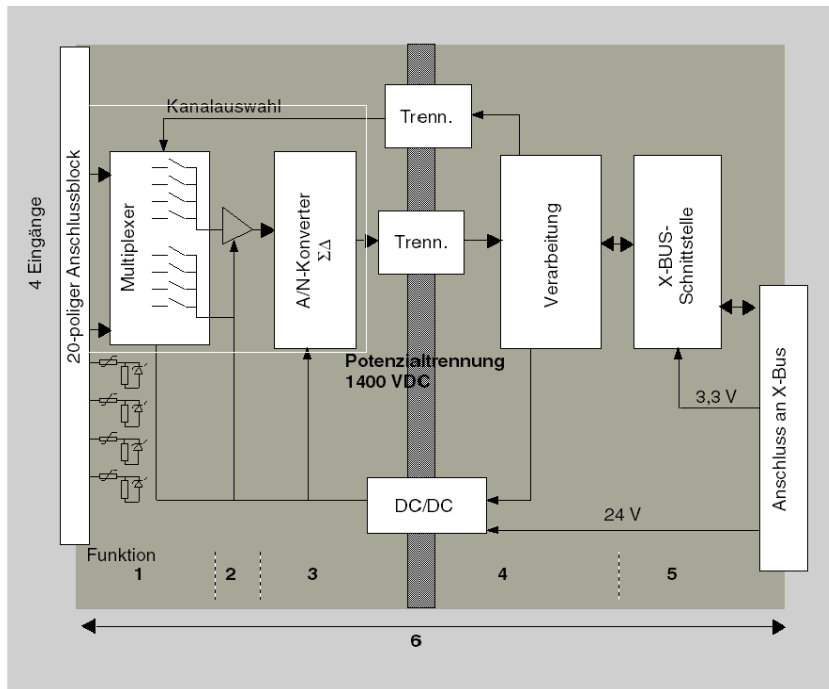 Kanalauswahl
Trenn.
4 Eingänge
20-poliger Anschlussblock
Multiplexer
A/N-Konverter
ΣΔ
Trenn.
Verarbeitung
X-BUS-
Schnittstelle
Potenzialtrennung
1400 VDC
3,3 V
Anschluss an X-Bus
DC/DC
24 V
Funktion
1
2
3
4
5
6